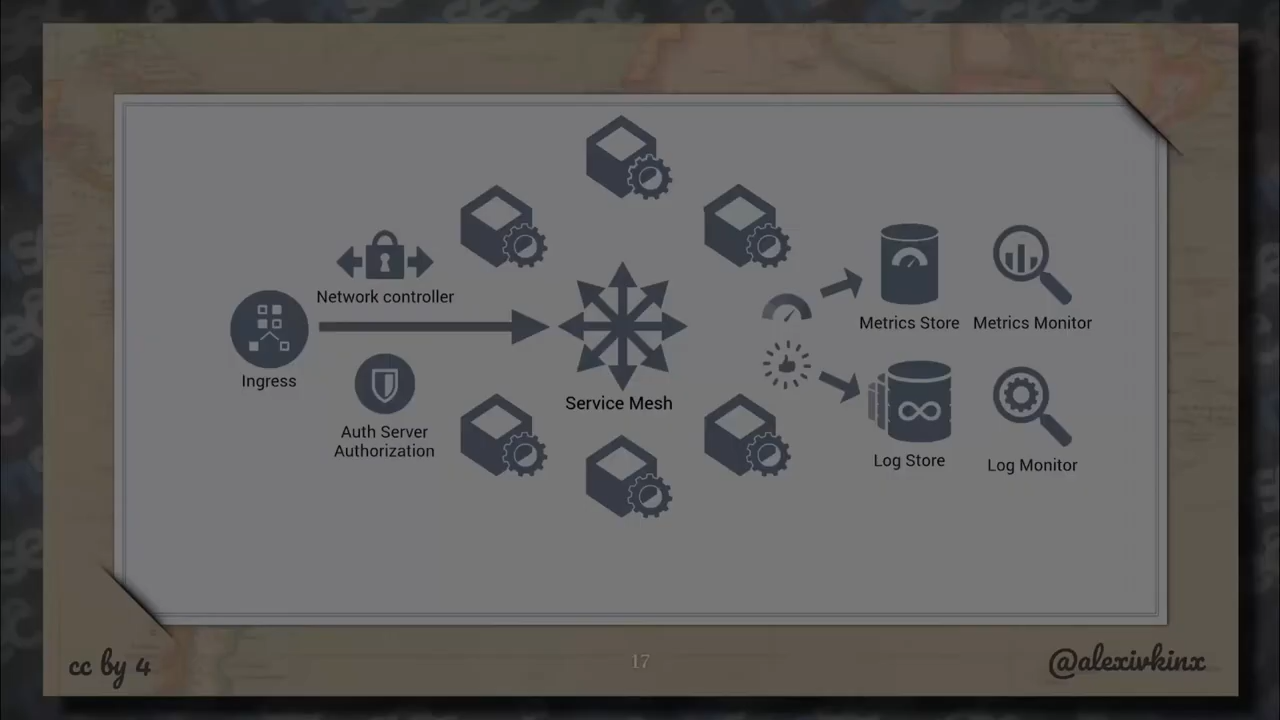 Network controller
Ingress
Auth Server
Authorization
Service Mesh
Metrics Store
Metrics Monitor
Log Store
Log Monitor
cc by 4
17
@alexivkinx